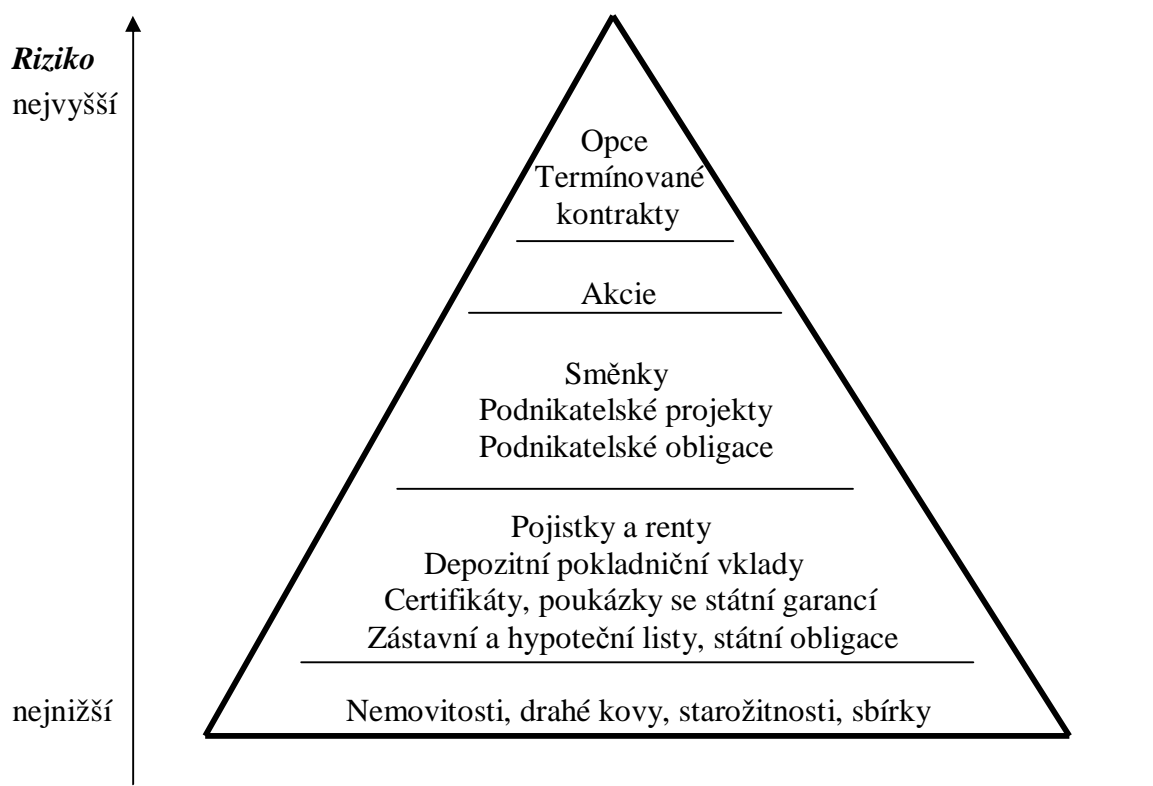 Riziko
nejvyšší
Opce
Termínované
kontrakty
Akcie
Směnky
Podnikatelské projekty
Podnikatelské obligace
Pojistky a renty
Depozitní pokladniční vklady
Certifikáty, poukázky se státní garancí
Zástavní a hypoteční listy, státní obligace
nejnižší
Nemovitosti, drahé kovy, starožitnosti, sbírky